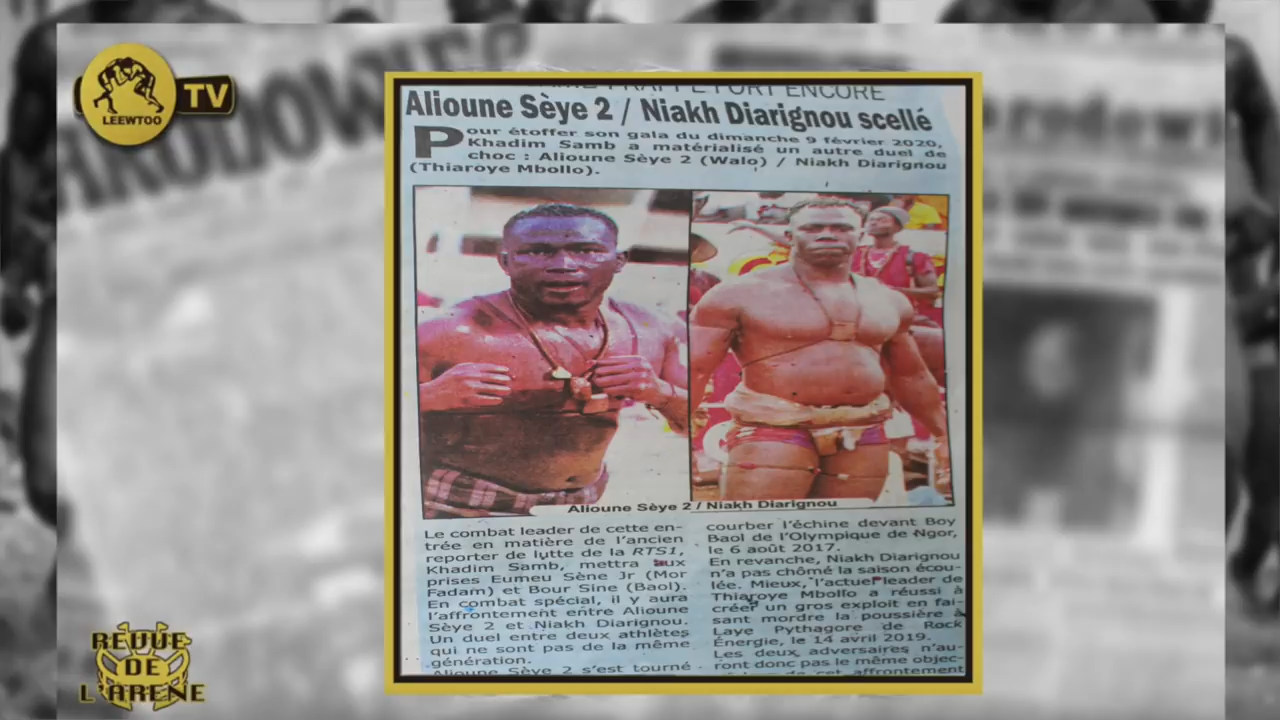 LEEWTOO
TV
FORT ENCORE
Alioune Sèye 2 / Niakh Diarignou scellé
Pour étoffer son gala du dimanche 9 février 2020,
Khadim Samb a matérialisé un autre duel de
choc : Alioune Sèye 2 (Walo) / Niakh Diarignou
(Thiaroye Mbollo).
Alioune Sèye 2 / Niakh Diarignou
Le combat leader de cette en-
trée en matière de l'ancien
reporter de lutte de la RTS1,
Khadim Samb, mettra aux
prises Eumeu Sène Jr (Mor
Fadam) et Bour Sine (Baol).
En combat spécial, il y aura
l'affrontement entre Alioune
Sèye 2 et Niakh Diarignou.
Un duel entre deux athlètes
qui ne sont pas de la même
génération.
Alioune Sèye 2 s'est tourné
courber l'échine devant Boy
Baol de l'Olympique de Ngor,
le 6 août 2017.
En revanche, Niakh Diarignou
n'a pas chômé la saison écou-
lée. Mieux, l'actuel leader de
Thiaroye Mbollo a réussi à
créer un gros exploit en fai-
sant mordre la poussière à
Laye Pythagore de Rock
Énergie, le 14 avril 2019.
Les deux adversaires n'au-
ront donc pas le même objec-
de cet affrontement
REVUE
DE
L'ARENE